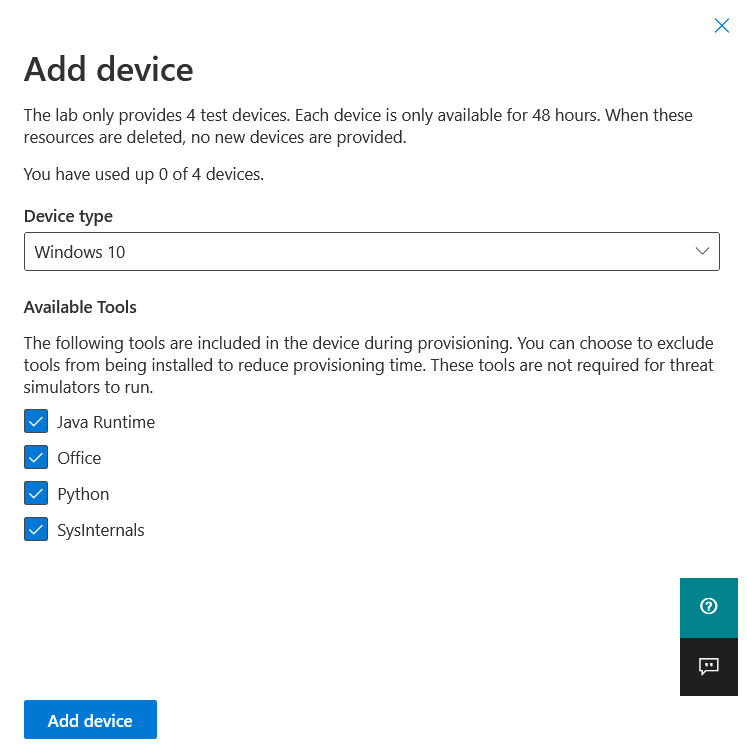 Add device
The lab only provides 4 test devices. Each device is only available for 48 hours. When these
resources are deleted, no new devices are provided.
You have used up 0 of 4 devices.
Device type
Windows 10
Available Tools
The following tools are included in the device during provisioning. You can choose to exclude
tools from being installed to reduce provisioning time. These tools are not required for threat
simulators to run.
Java Runtime
Office
Python
SysInternals
Add device